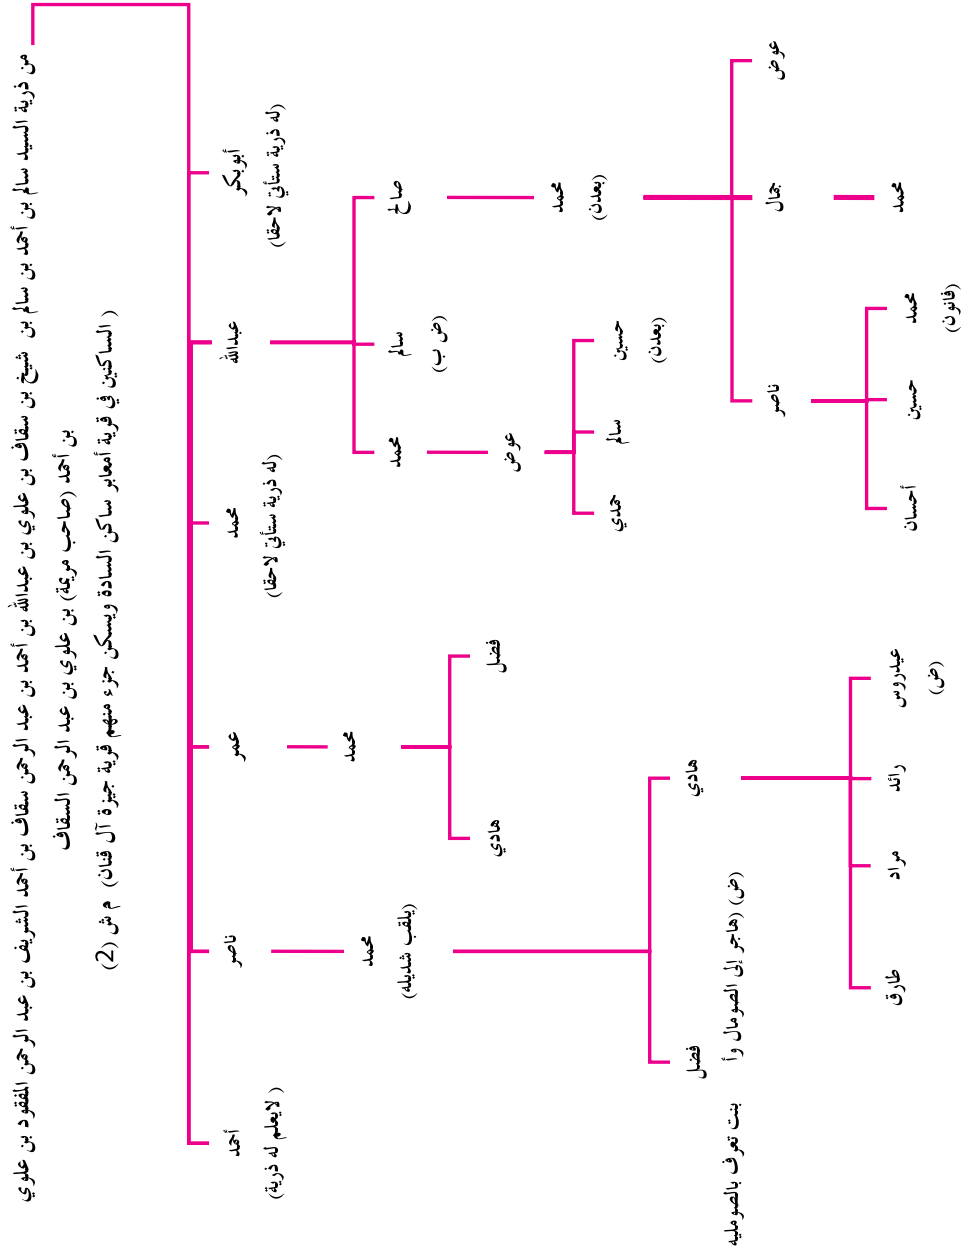 من ذرية السيد سالم بن أحمد بن سالم بن شيخ بن سقاف بن علوي بن عبدالله بن أحمد بن عبد الرحمن سقاف بن أحمد الشريف بن عبد الرحمن المفقود بن علوي
بن أحمد (صاحب مريمة) بن علوي بن عبد الرحمن السقاف
( الساكنين في قرية أمعابر ساكن السادة ويسكن جزء منهم قرية جيزة آل قنان) م ش (2)
أبوبكر
(له ذرية ستأتي لاحقا)
عبدالله
محمد
(له ذرية ستأتي لاحقا)
عمر
ناصر
أحمد
( لايعلم له ذرية)
صالح
سالم
(ض ب)
محمد
محمد
فضل
هادي
محمد
(يلقب شديله)
محمد
(بعدن)
عوض
حسين
(بعدن)
سالم
حمدي
عوض
جمال
ناصر
محمد
محمد
(قانون)
حسين
أحسان
هادي
فضل
(ض) (هاجر إلى الصومال وأ
بنت تعرف بالصومليه
عيدروس
(ض)
رائد
مراد
طارق